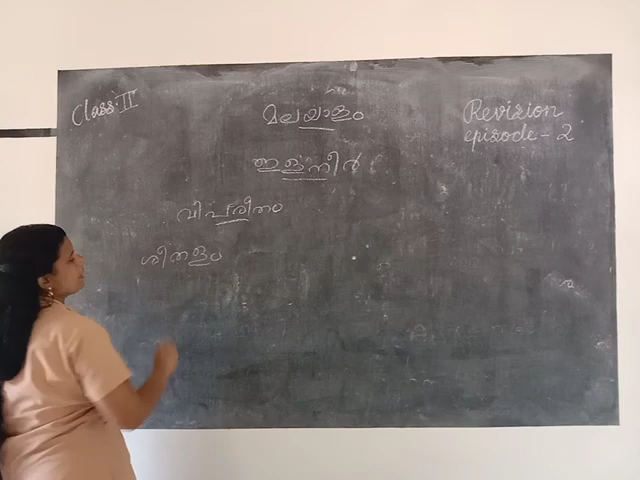 Class: II
മലയാളം
Revision
episode - 2
ഇളനീർ
വിപരീതം
ശീതളം